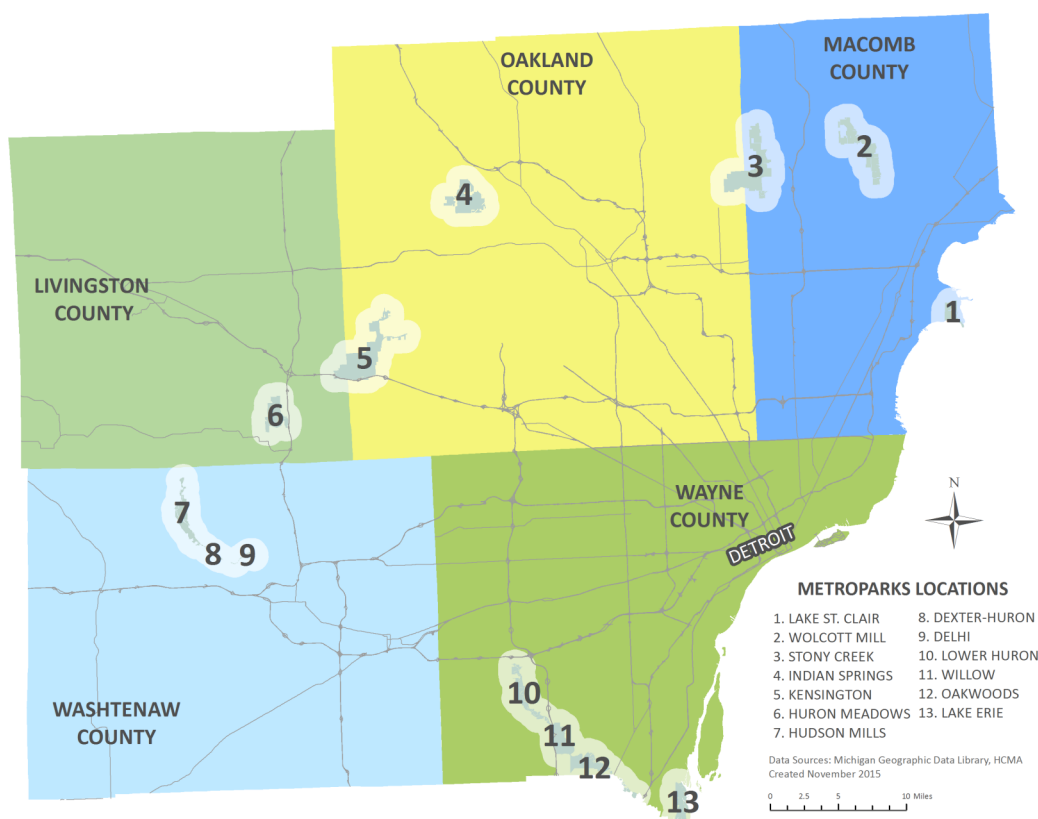 OAKLAND
COUNTY
MACOMB
COUNTY
2
3
4
LIVINGSTON
COUNTY
1
5
6
7
WAYNE
COUNTY
8
9
DETROIT
N
10
WASHTENAW
COUNTY
11
12
13
METROPARKS LOCATIONS
1. LAKE ST. CLAIR
2. WOLCOTT MILL
3. STONY CREEK
4. INDIAN SPRINGS
5. KENSINGTON
6. HURON MEADOWS
7. HUDSON MILLS
8. DEXTER-HURON
9. DELHI
10. LOWER HURON
11. WILLOW
12. OAKWOODS
13. LAKE ERIE
Data Sources: Michigan Geographic Data Library, HCMA
Created November 2015
0 2.5 5 10 Miles